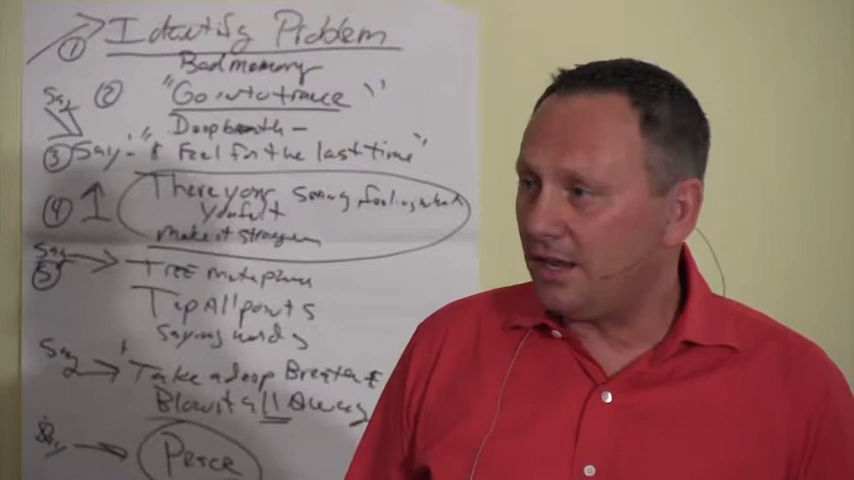 ① Identify Problem
Bad memory
Say ② "Go into trance"
Deep breath -
③ Say - "Feel for the last time"
④ There you seeing feeling what
you felt
make it stronger
Say
⑤ TREE metaphor
Tap All points
saying words
Say 'Take a deep Breath
Blow it all Away
Say Peace